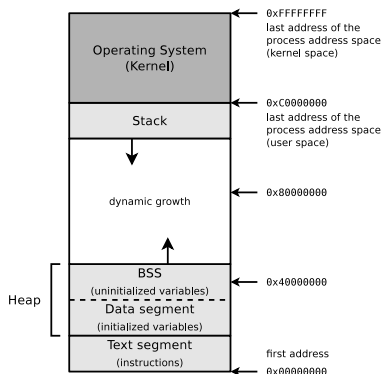 0xFFFFFFFF
last address of the
process address space
(kernel space)
Operating System
(Kernel)
0xC0000000
last address of the
process address space
(user space)
Stack
dynamic growth
0x80000000
BSS
(uninitialized variables)
0x40000000
Heap
Data segment
(initialized variables)
Text segment
(instructions)
first address
0x00000000